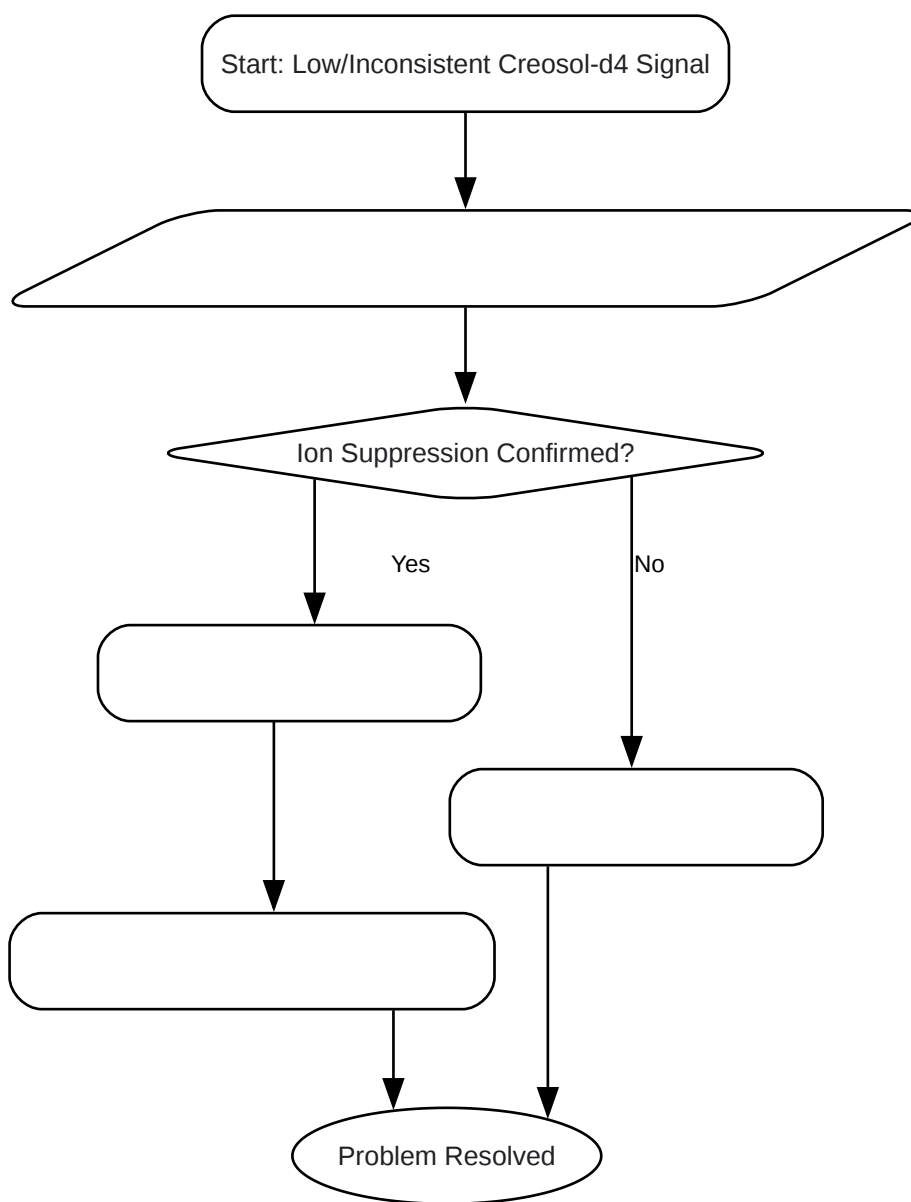 Start: Low/Inconsistent Creosol-d4 Signal
Ion Suppression Confirmed?
Yes
No
Problem Resolved